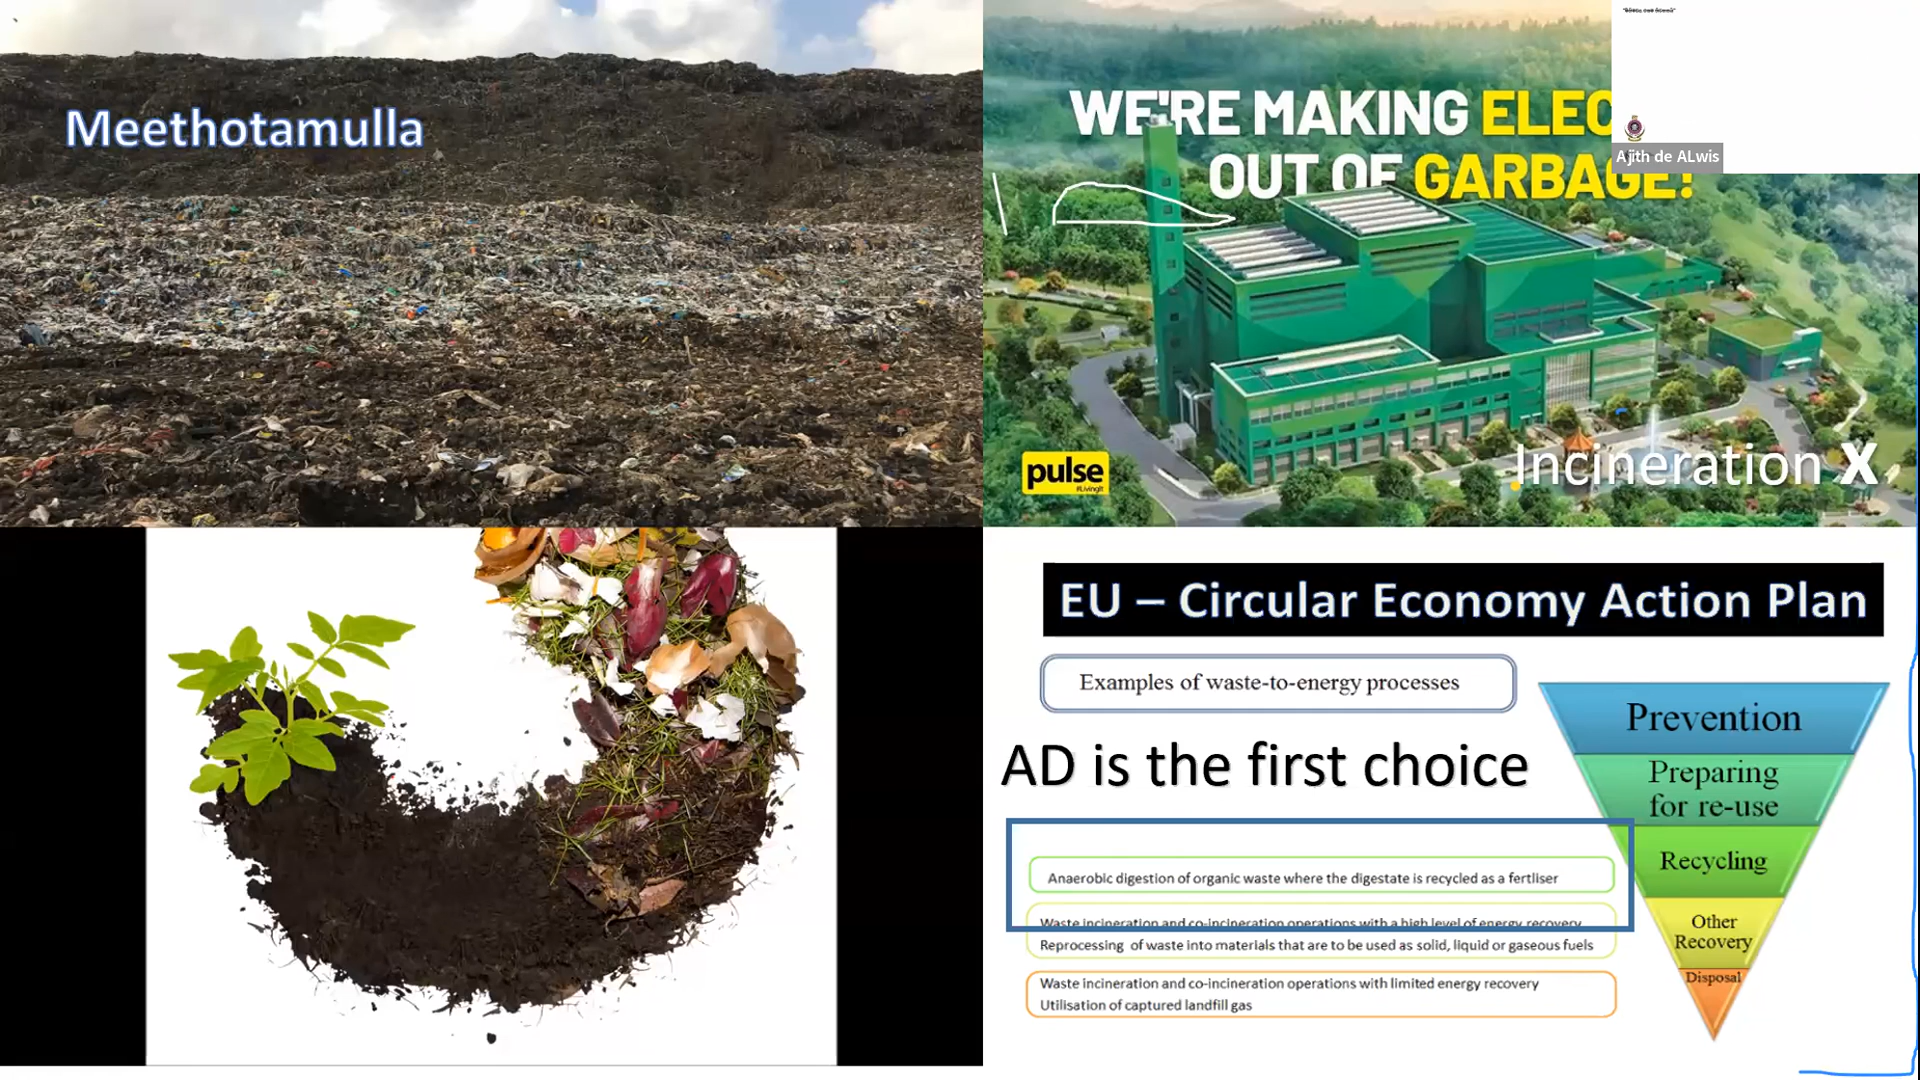 Meethotamulla
WE'RE MAKING ELEC
OUT OF GARBAGE!
Ajith de ALwis
pulse
#LivingIt
Incineration X
EU – Circular Economy Action Plan
Examples of waste-to-energy processes
AD is the first choice
Anaerobic digestion of organic waste where the digestate is recycled as a fertliser
Waste incineration and co-incineration operations with a high level of energy recovery
Reprocessing of waste into materials that are to be used as solid, liquid or gaseous fuels
Waste incineration and co-incineration operations with limited energy recovery
Utilisation of captured landfill gas
Prevention
Preparing
for re-use
Recycling
Other
Recovery
Disposal